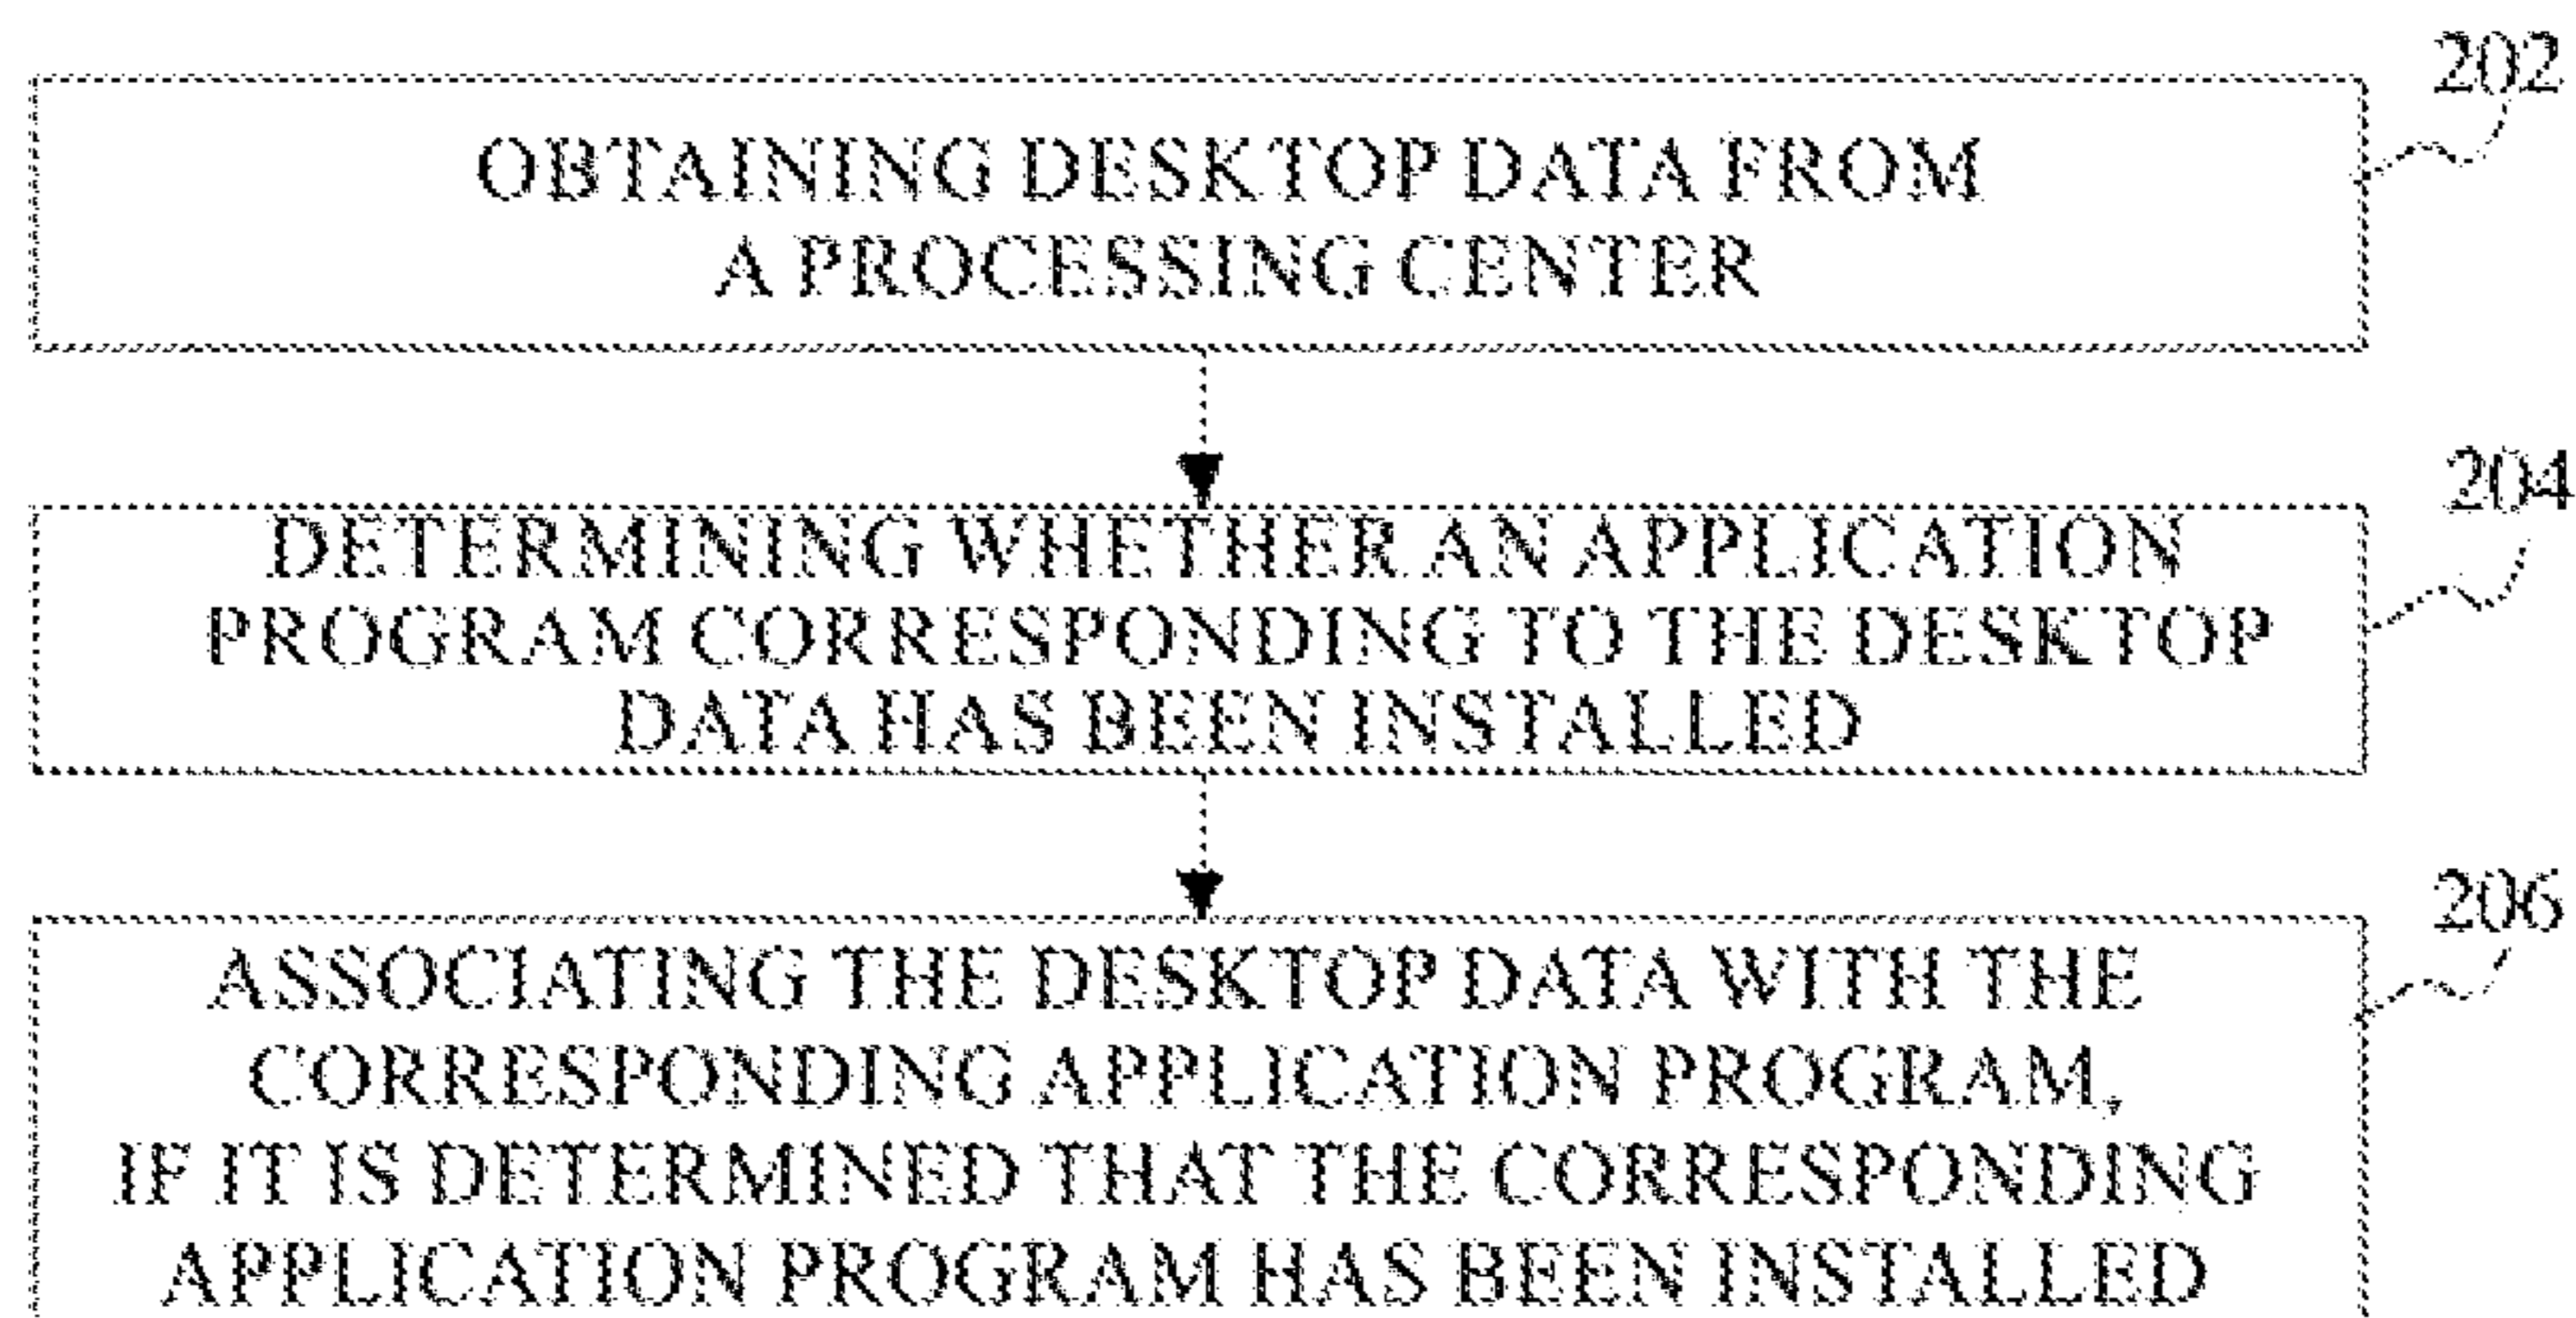 202
OBTAINING DESKTOP DATA FROM
A PROCESSING CENTER
204
DETERMINING WHETHER AN APPLICATION
PROGRAM CORRESPONDING TO THE DESKTOP
DATA HAS BEEN INSTALLED
206
ASSOCIATING THE DESKTOP DATA WITH THE
CORRESPONDING APPLICATION PROGRAM,
IF IT IS DETERMINED THAT THE CORRESPONDING
APPLICATION PROGRAM HAS BEEN INSTALLED